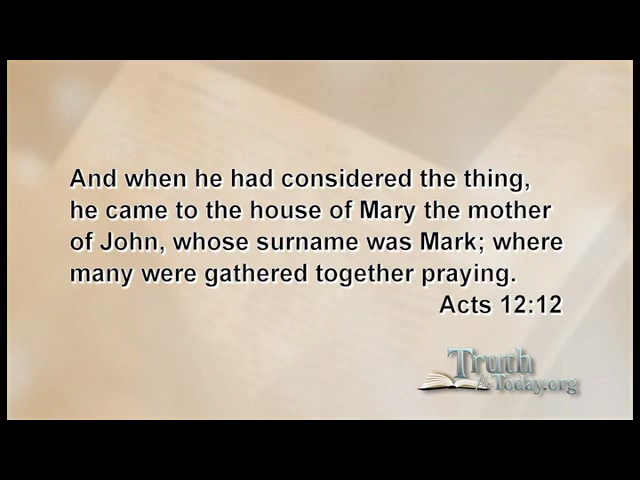 And when he had considered the thing,
he came to the house of Mary the mother
of John, whose surname was Mark; where
many were gathered together praying.
Acts 12:12
Truth
for Today.org